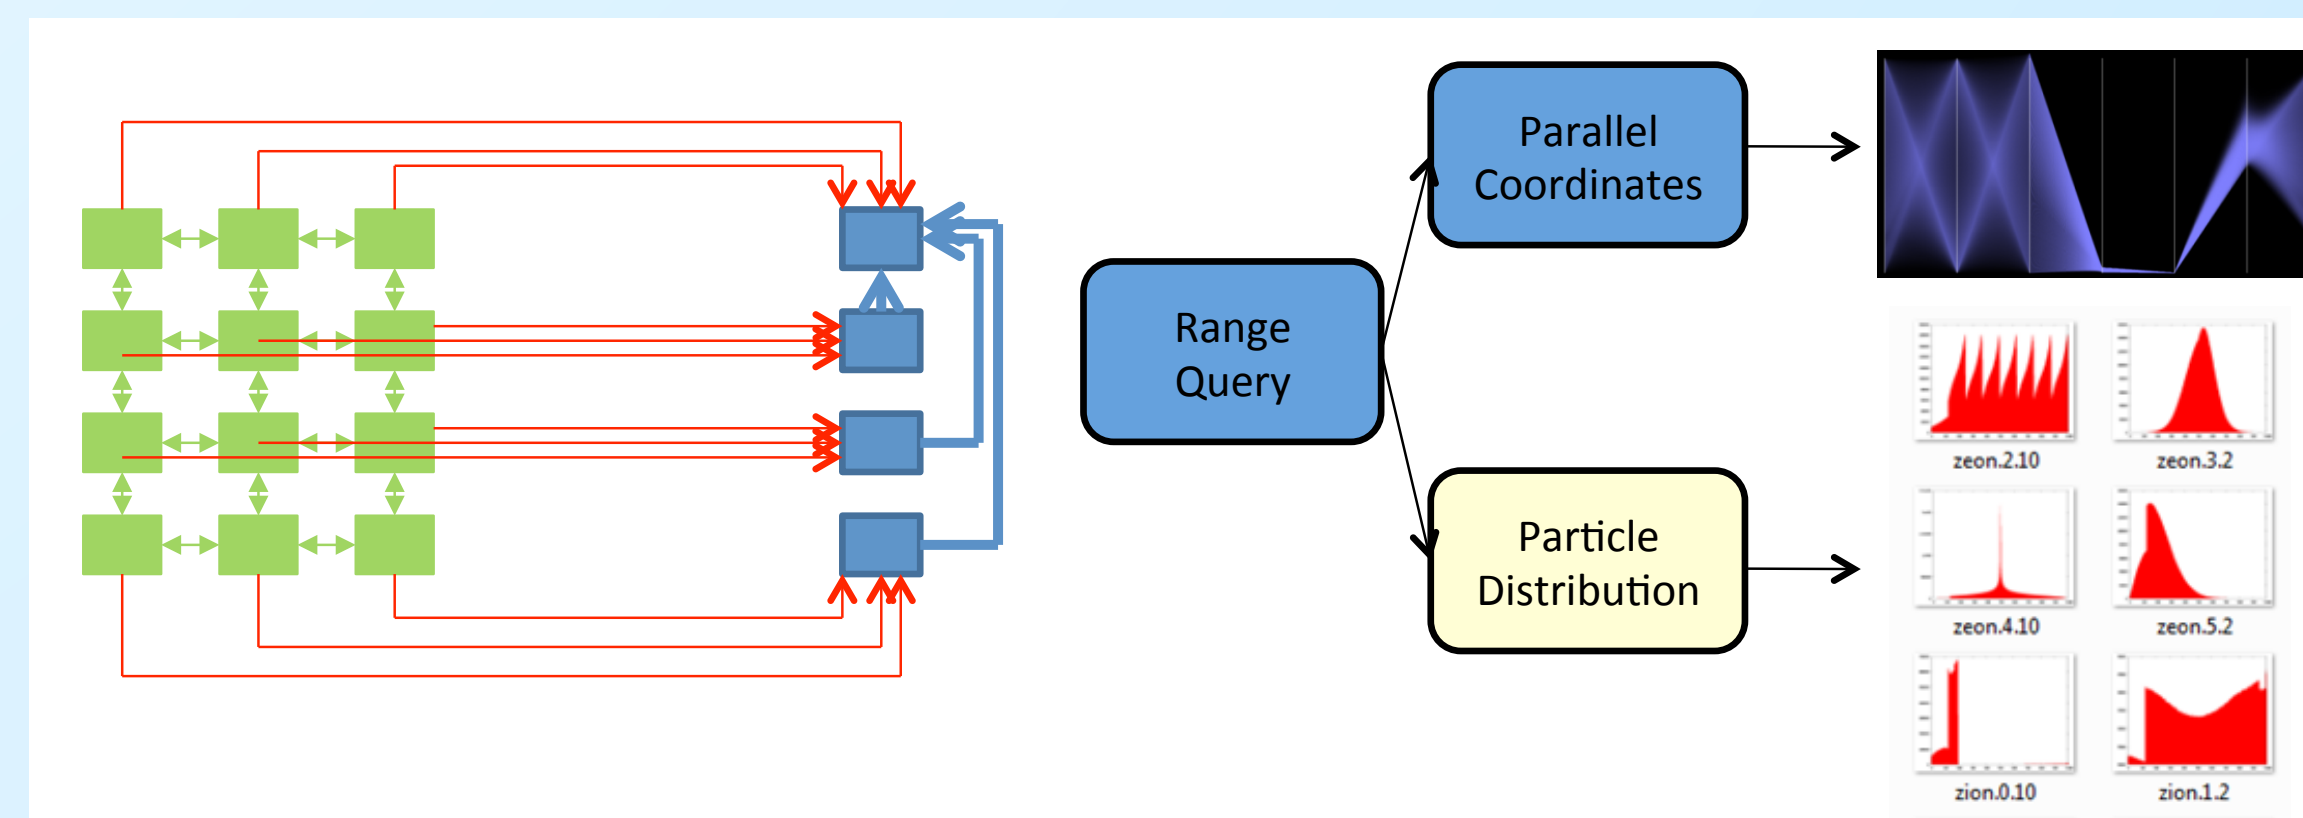 Parallel
Coordinates
Range
Query
Particle
Distribution
zeon.2.10
zeon.3.2
zeon.4.10
zeon.5.2
zion.0.10
zion.1.2